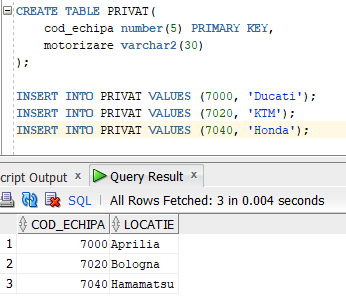 CREATE TABLE PRIVAT(
cod_echipa number(5) PRIMARY KEY,
motorizare varchar2(30)
);
INSERT INTO PRIVAT VALUES (7000, 'Ducati');
INSERT INTO PRIVAT VALUES (7020, 'KTM');
INSERT INTO PRIVAT VALUES (7040, 'Honda');
cript Output x Query Result x
SQL | All Rows Fetched: 3 in 0.004 seconds
COD_ECHIPA LOCATIE
1 7000 Aprilia
2 7020 Bologna
3 7040 Hamamatsu